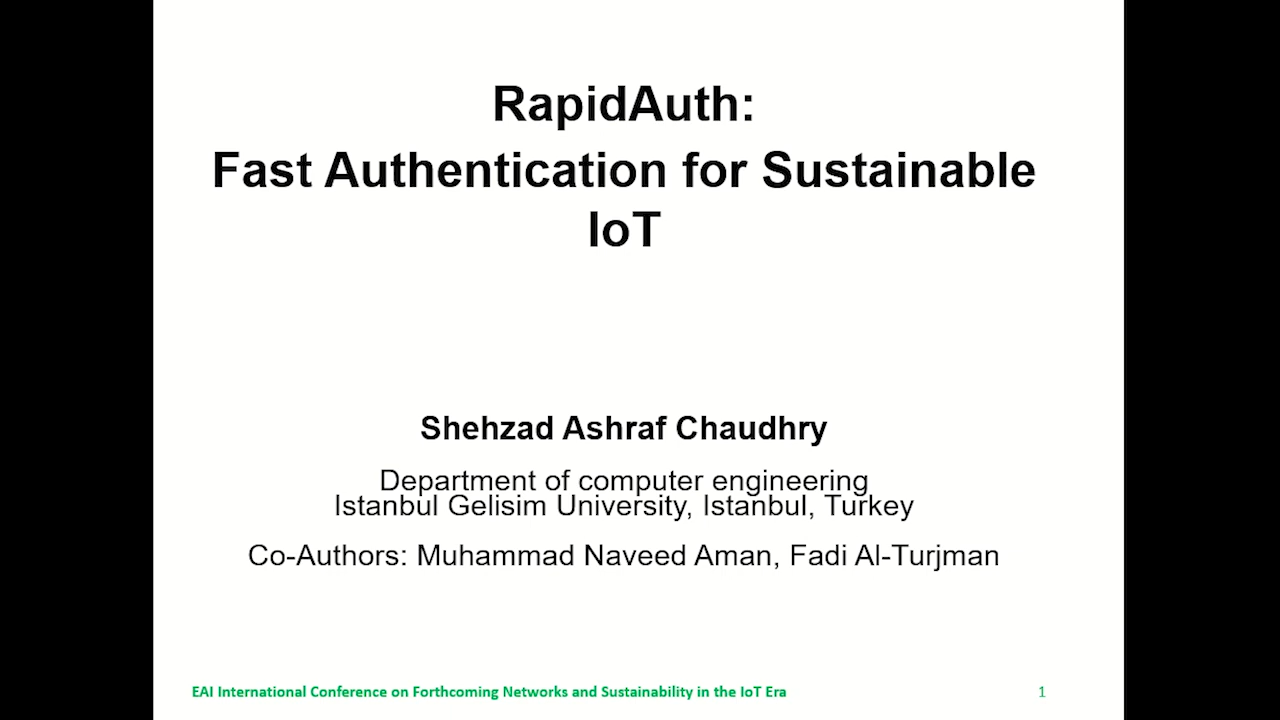 RapidAuth:
Fast Authentication for Sustainable
IoT
Shehzad Ashraf Chaudhry
Department of computer engineering
Istanbul Gelisim University, Istanbul, Turkey
Co-Authors: Muhammad Naveed Aman, Fadi Al-Turjman
EAI International Conference on Forthcoming Networks and Sustainability in the IoT Era 1